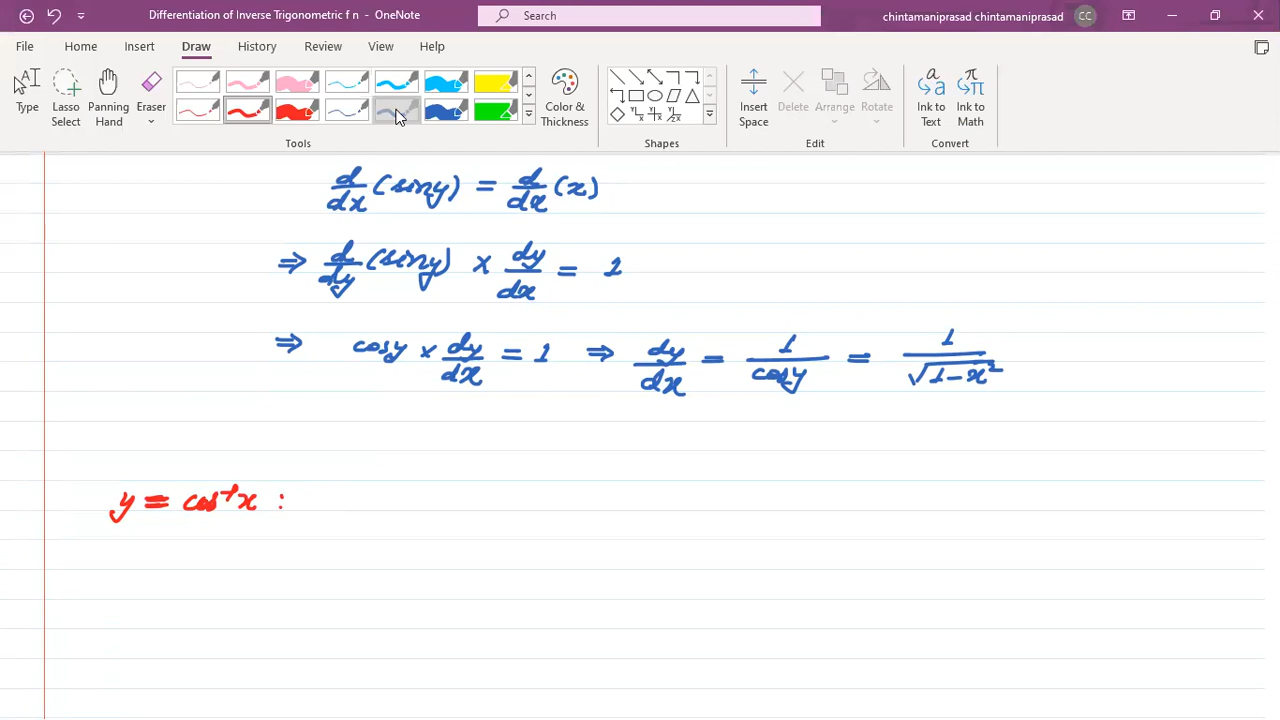 Differentiation of Inverse Trigonometric f n - OneNote
Search
chintamaniprasad chintamaniprasad CC
File Home Insert Draw History Review View Help
Type Lasso Select Panning Hand Eraser Color & Thickness Insert Space Delete Arrange Rotate Ink to Text Ink to Math
Tools Shapes Edit Convert
d/dx (sin y) = d/dx (x)
⇒ d/dy (sin y) × dy/dx = 1
⇒ cos y × dy/dx = 1 ⇒ dy/dx = 1/cos y = 1/√(1-x²)
y = cos⁻¹x :